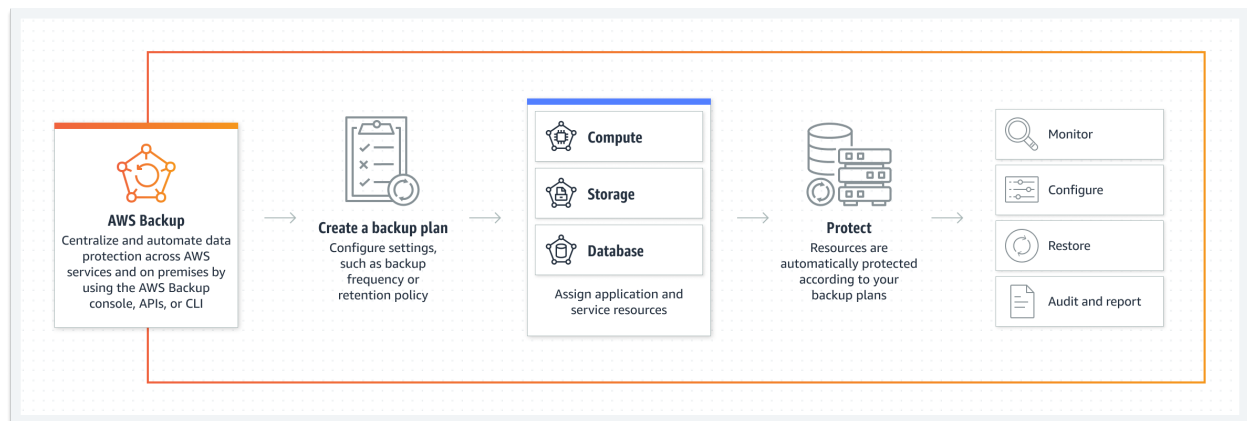 AWS Backup
Centralize and automate data
protection across AWS
services and on premises by
using the AWS Backup
console, APIs, or CLI
Create a backup plan
Configure settings,
such as backup
frequency or
retention policy
Compute
Storage
Database
Assign application and
service resources
Protect
Resources are
automatically protected
according to your
backup plans
Monitor
Configure
Restore
Audit and report